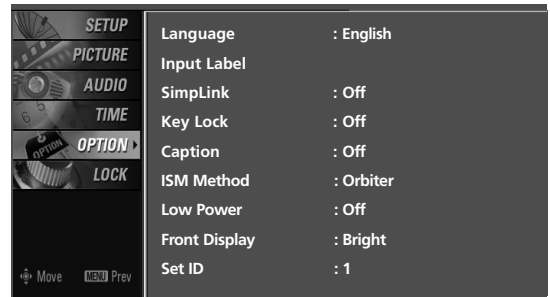 SETUP
PICTURE
AUDIO
TIME
OPTION
LOCK
Move MENU Prev
Language : English
Input Label
SimpLink : Off
Key Lock : Off
Caption : Off
ISM Method : Orbiter
Low Power : Off
Front Display : Bright
Set ID : 1